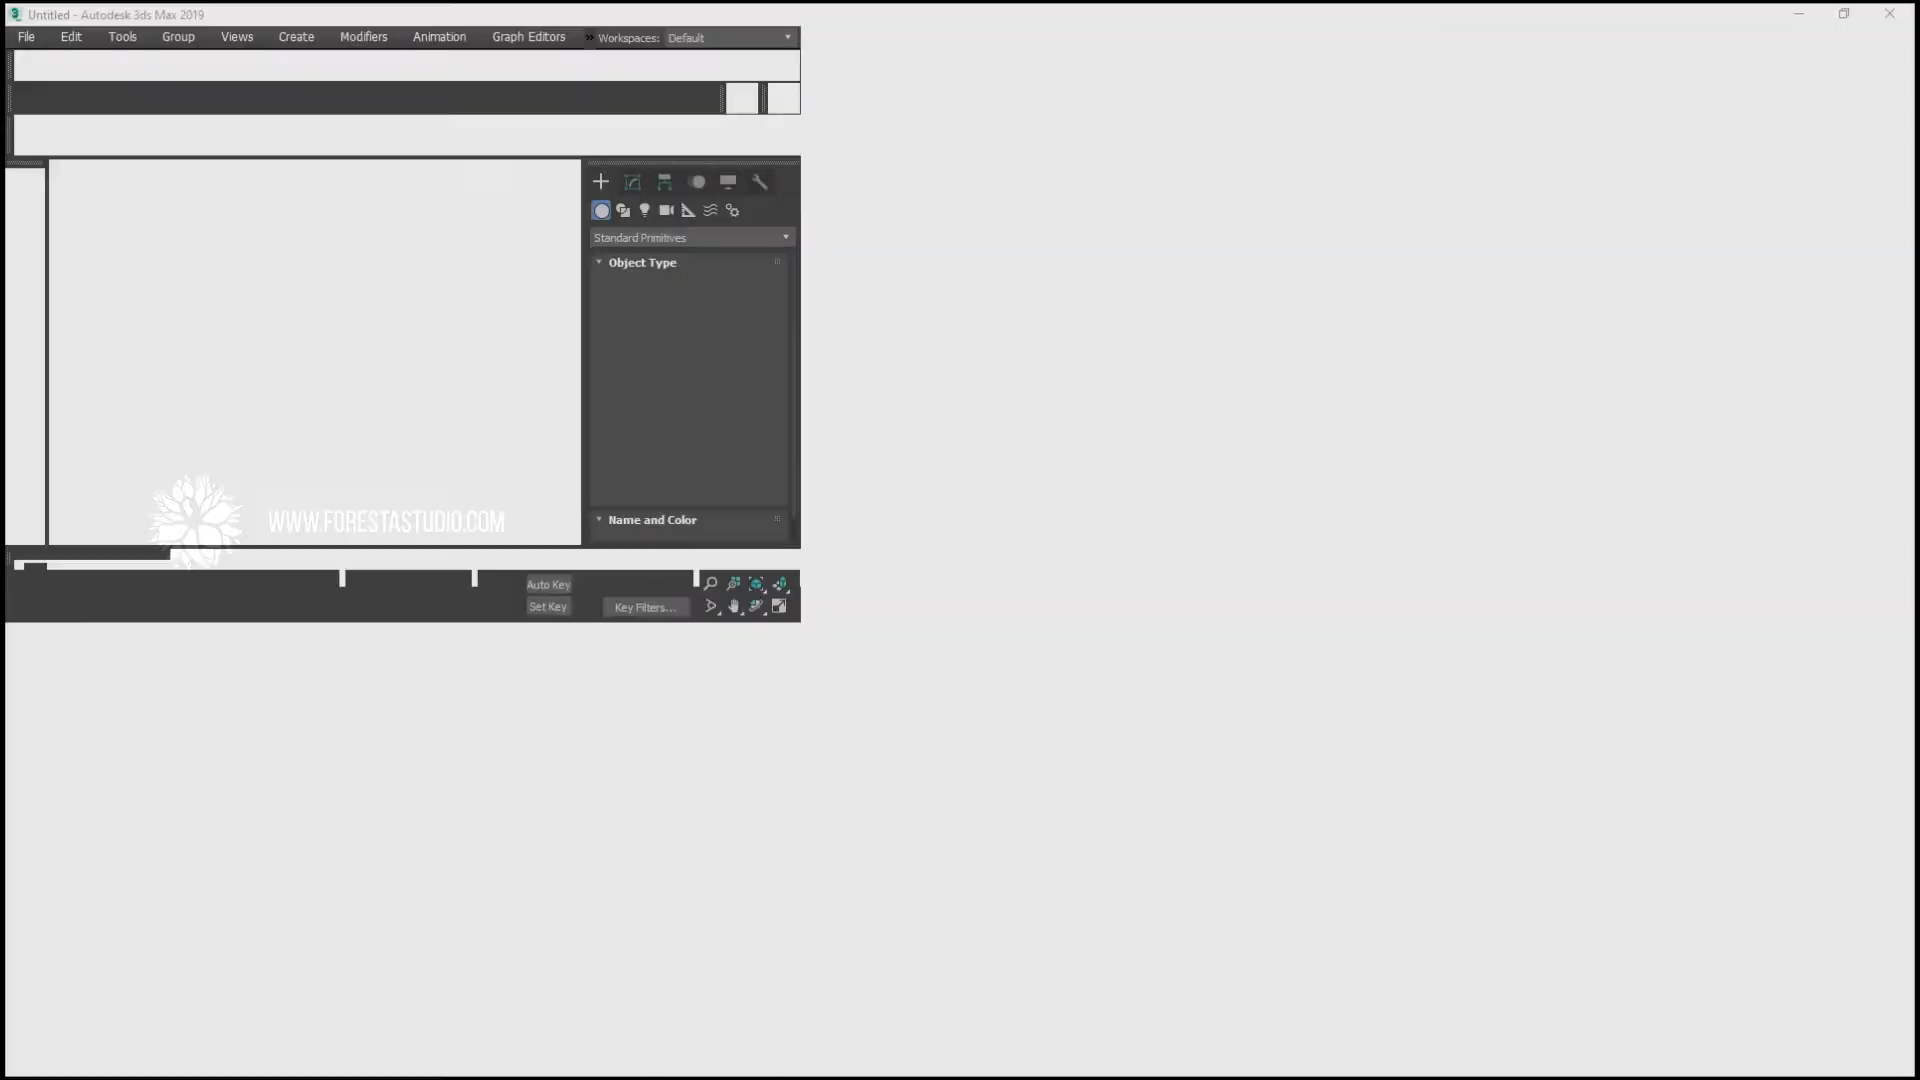 Untitled - Autodesk 3ds Max 2019
File Edit Tools Group Views Create Modifiers Animation Graph Editors » Workspaces: Default
Standard Primitives
Object Type
WWW.FORESTASTUDIO.COM
Name and Color
Auto Key
Set Key Key Filters...